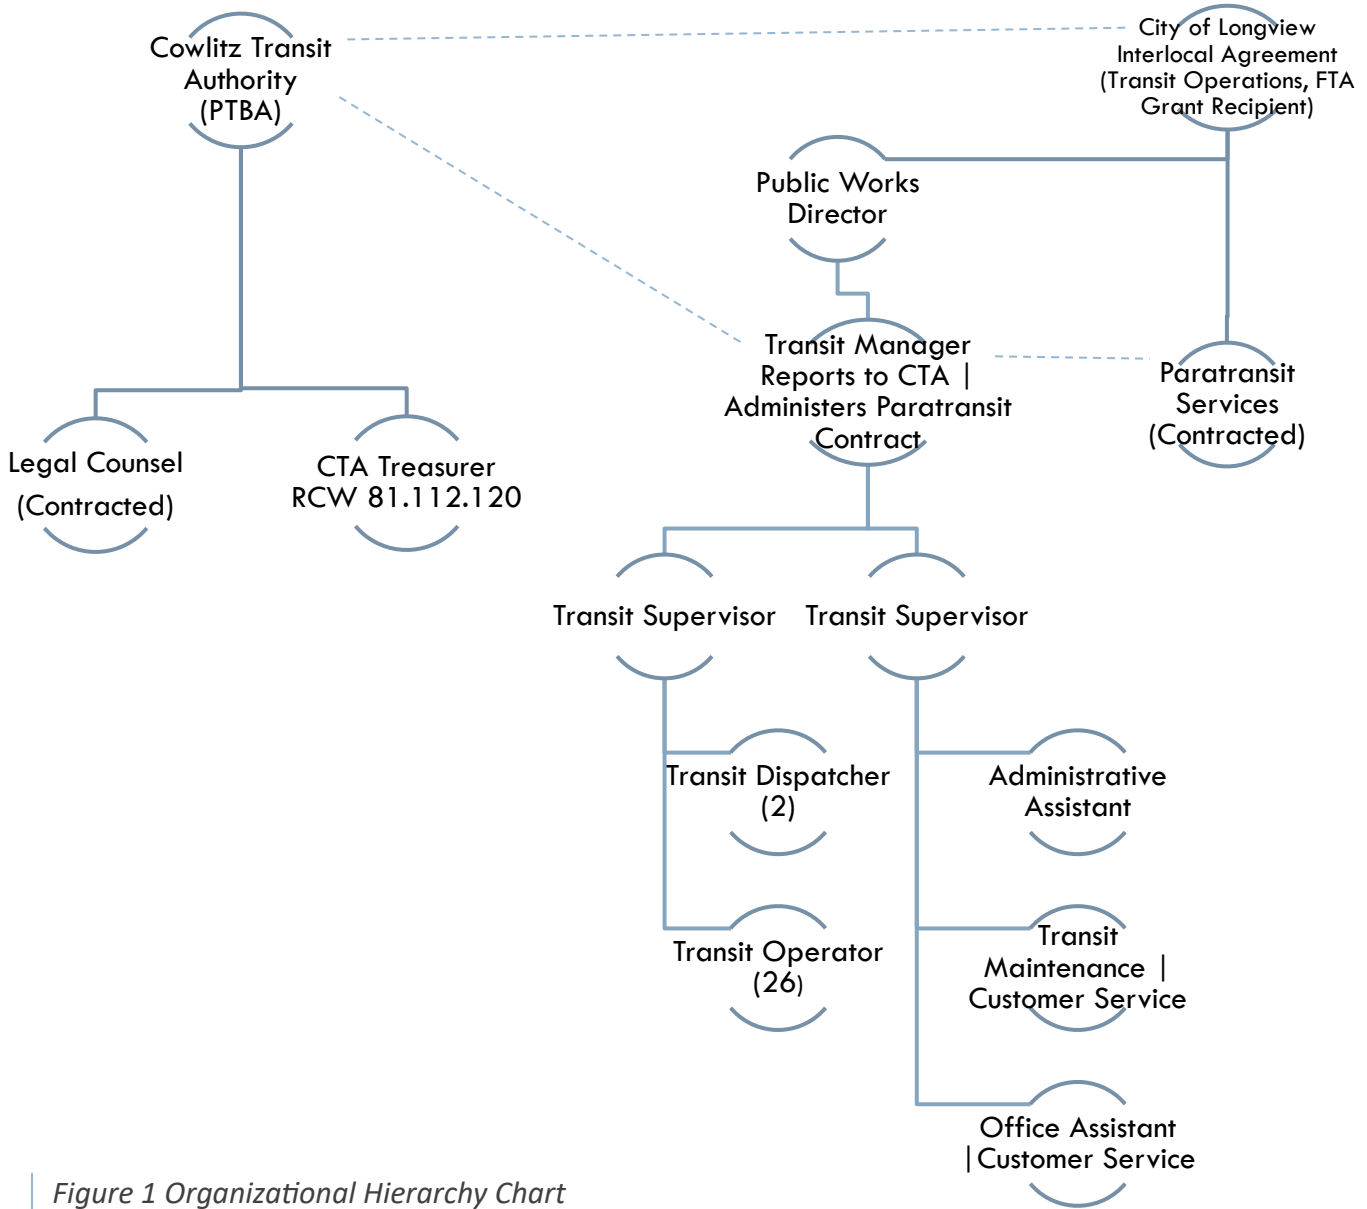 Cowlitz Transit
Authority
(PTBA)
City of Longview
Interlocal Agreement
(Transit Operations, FTA
Grant Recipient)
Public Works
Director
Transit Manager
Reports to CTA |
Administers Paratransit
Contract
Paratransit
Services
(Contracted)
Legal Counsel
(Contracted)
CTA Treasurer
RCW 81.112.120
Transit Supervisor
Transit Supervisor
Transit Dispatcher
(2)
Administrative
Assistant
Transit Operator
(26)
Transit
Maintenance |
Customer Service
Office Assistant
|Customer Service
Figure 1 Organizational Hierarchy Chart